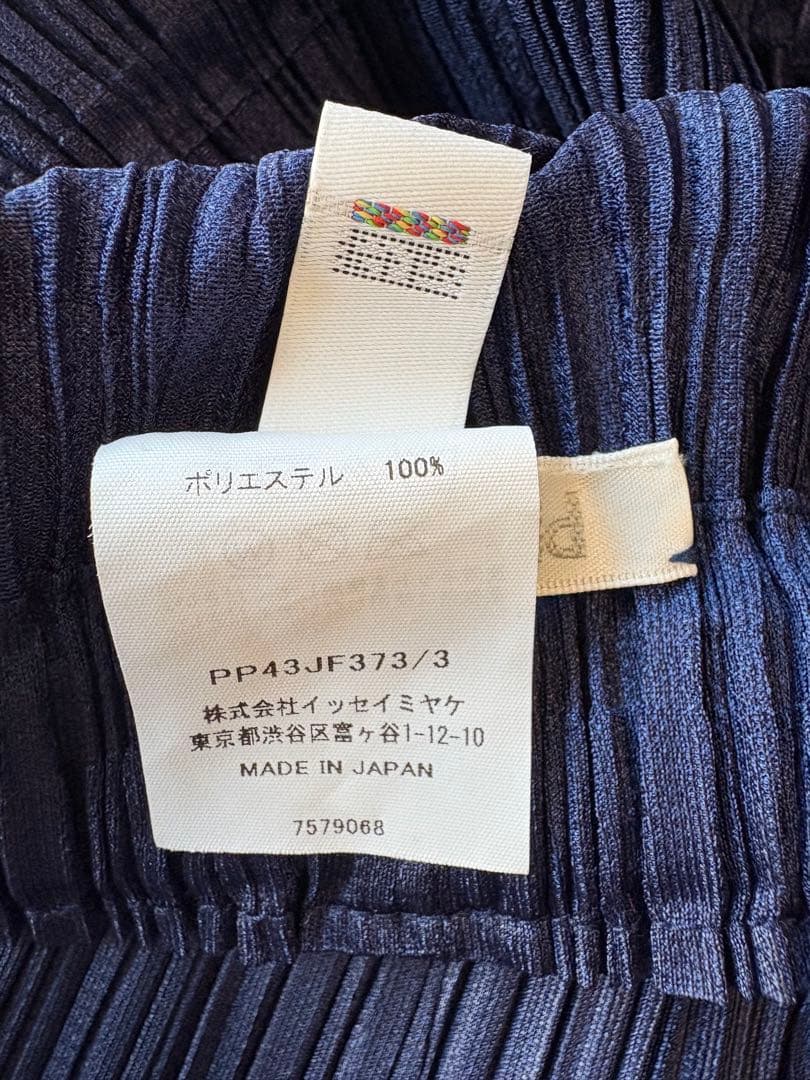 ポリエステル 100%
PP43JF373/3
株式会社イッセイミヤケ
東京都渋谷区富ヶ谷1-12-10
MADE IN JAPAN
7579068